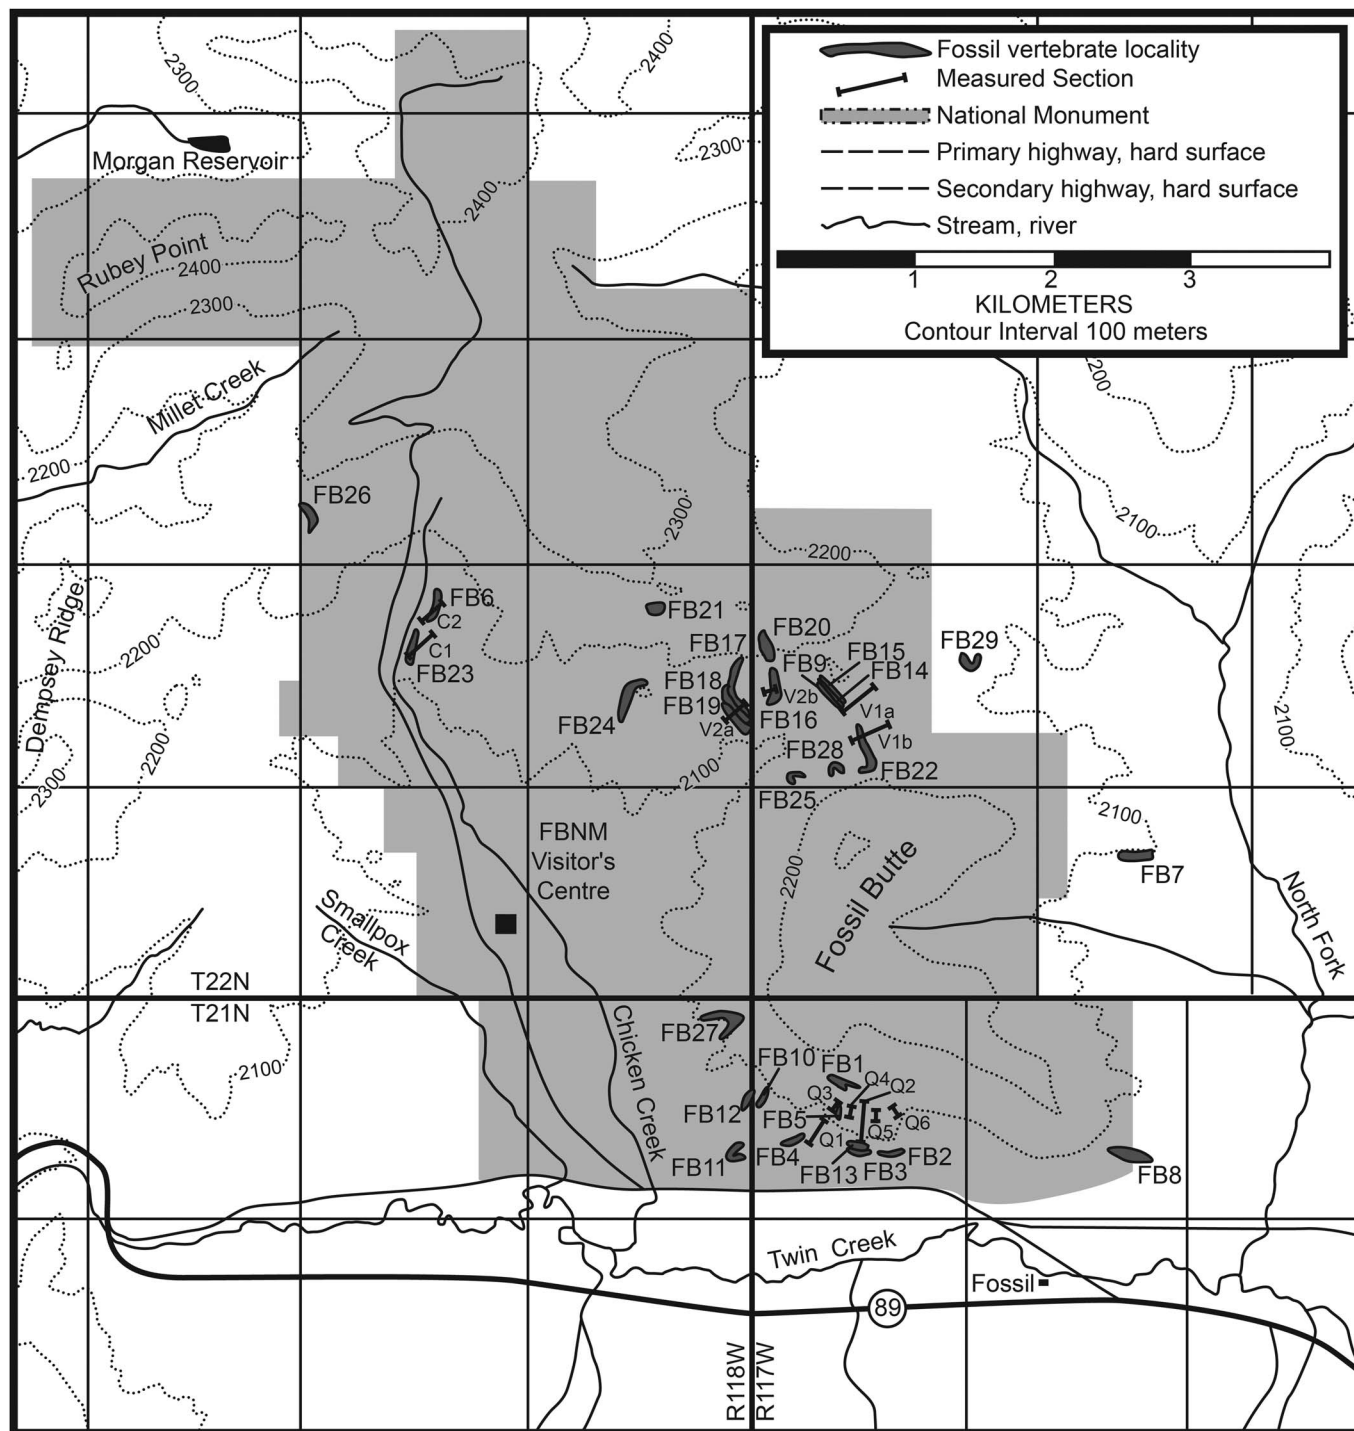 2300
2400
Fossil vertebrate locality
Measured Section
National Monument
Primary highway, hard surface
Secondary highway, hard surface
Stream, river
1
2
3
KILOMETERS
Contour Interval 100 meters
Morgan Reservoir
2300
2400
Rubey Point
2400
2300
2200
Millet Creek
2200
FB26
2300
2100
2200
FB6
C2
C1
FB23
FB21
FB20
FB17
FB15
FB9
FB14
FB29
FB18
FB19
V2b
V2a
FB16
V1a
V1b
FB24
FB28
FB22
FB25
Dempsey Ridge
2200
2200
2300
2100
2100
2100
FBNM
Visitor's
Centre
2200
Fossil Butte
FB7
North Fork
Smallpox
Creek
T22N
T21N
2100
Chicken Creek
FB27
FB10
FB1
Q4
Q2
Q3
FB12
FB5
Q5
Q6
Q1
FB11
FB4
FB13
FB3
FB2
FB8
Twin Creek
Fossil
89
R118W
R117W